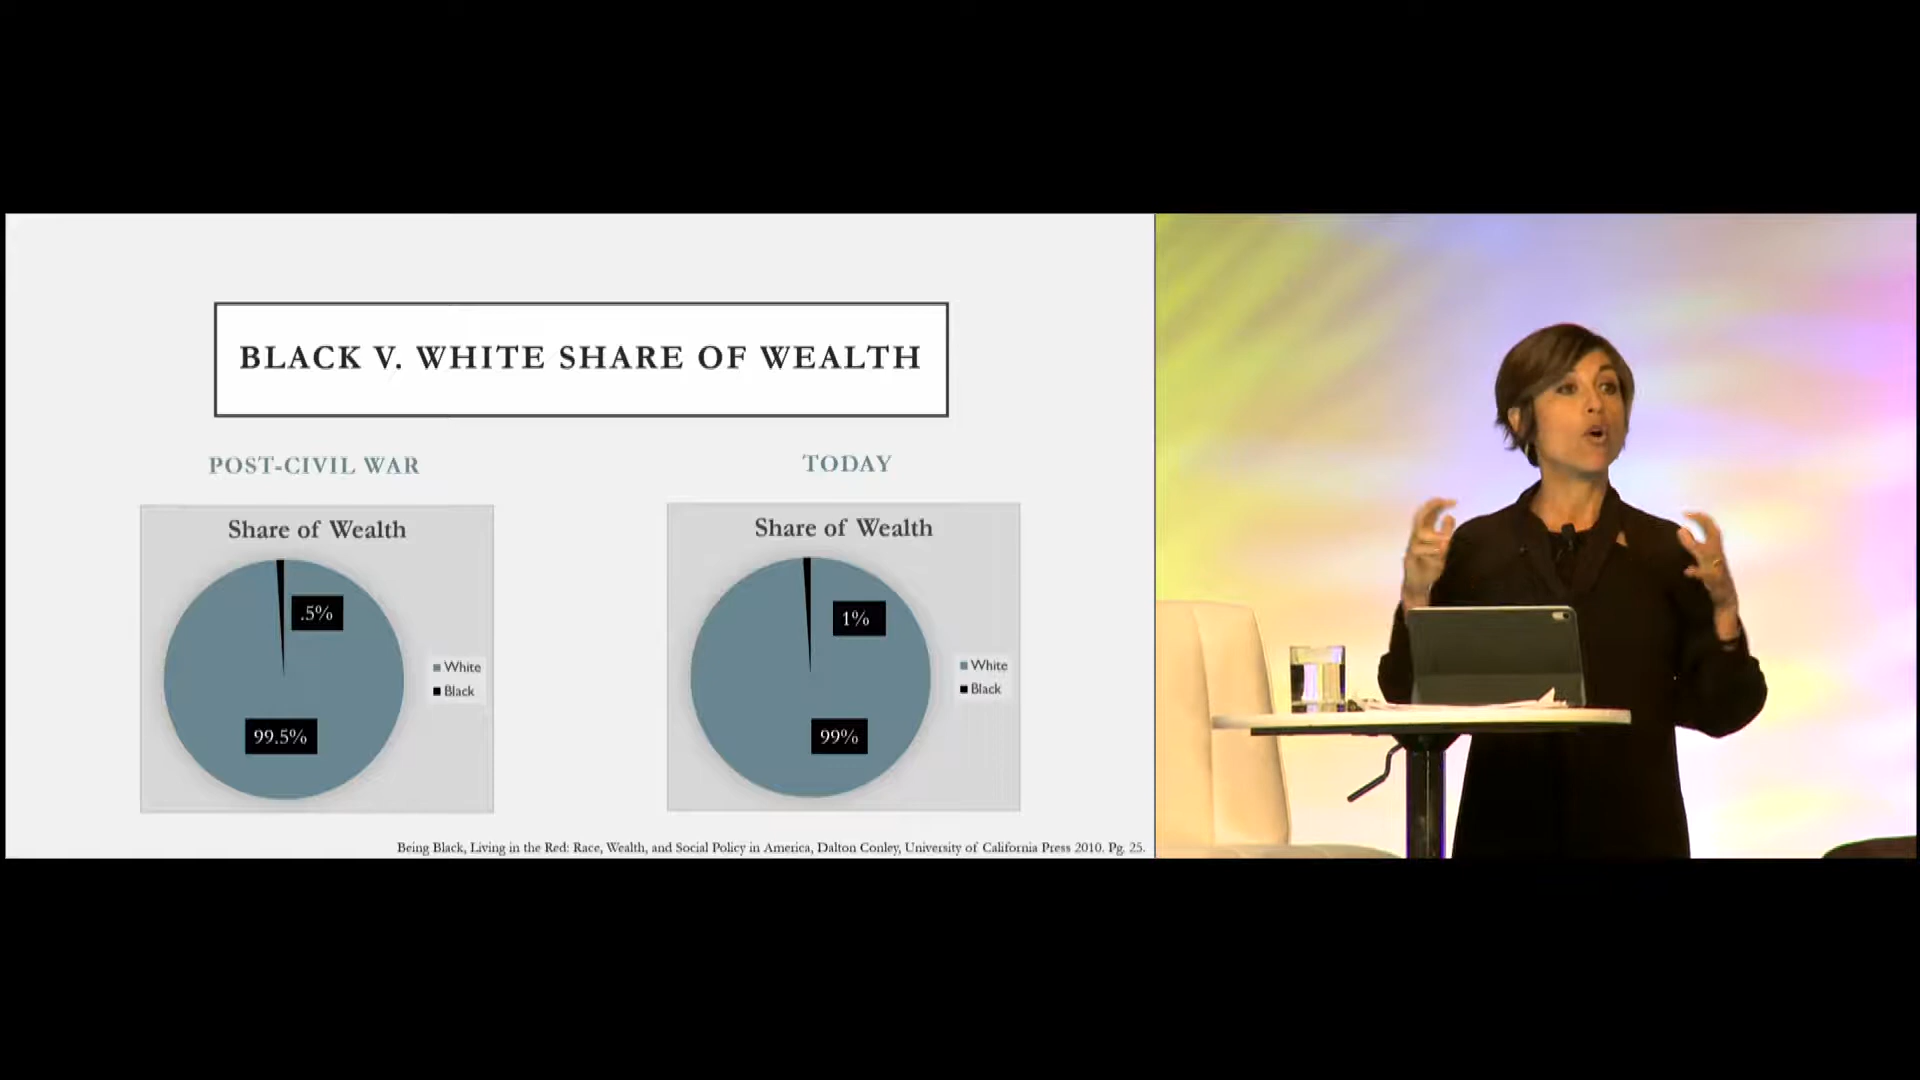 BLACK V. WHITE SHARE OF WEALTH
POST-CIVIL WAR
Share of Wealth
.5%
99.5%
White
Black
TODAY
Share of Wealth
1%
99%
White
Black
Being Black, Living in the Red: Race, Wealth, and Social Policy in America, Dalton Conley, University of California Press 2010. Pg. 25.